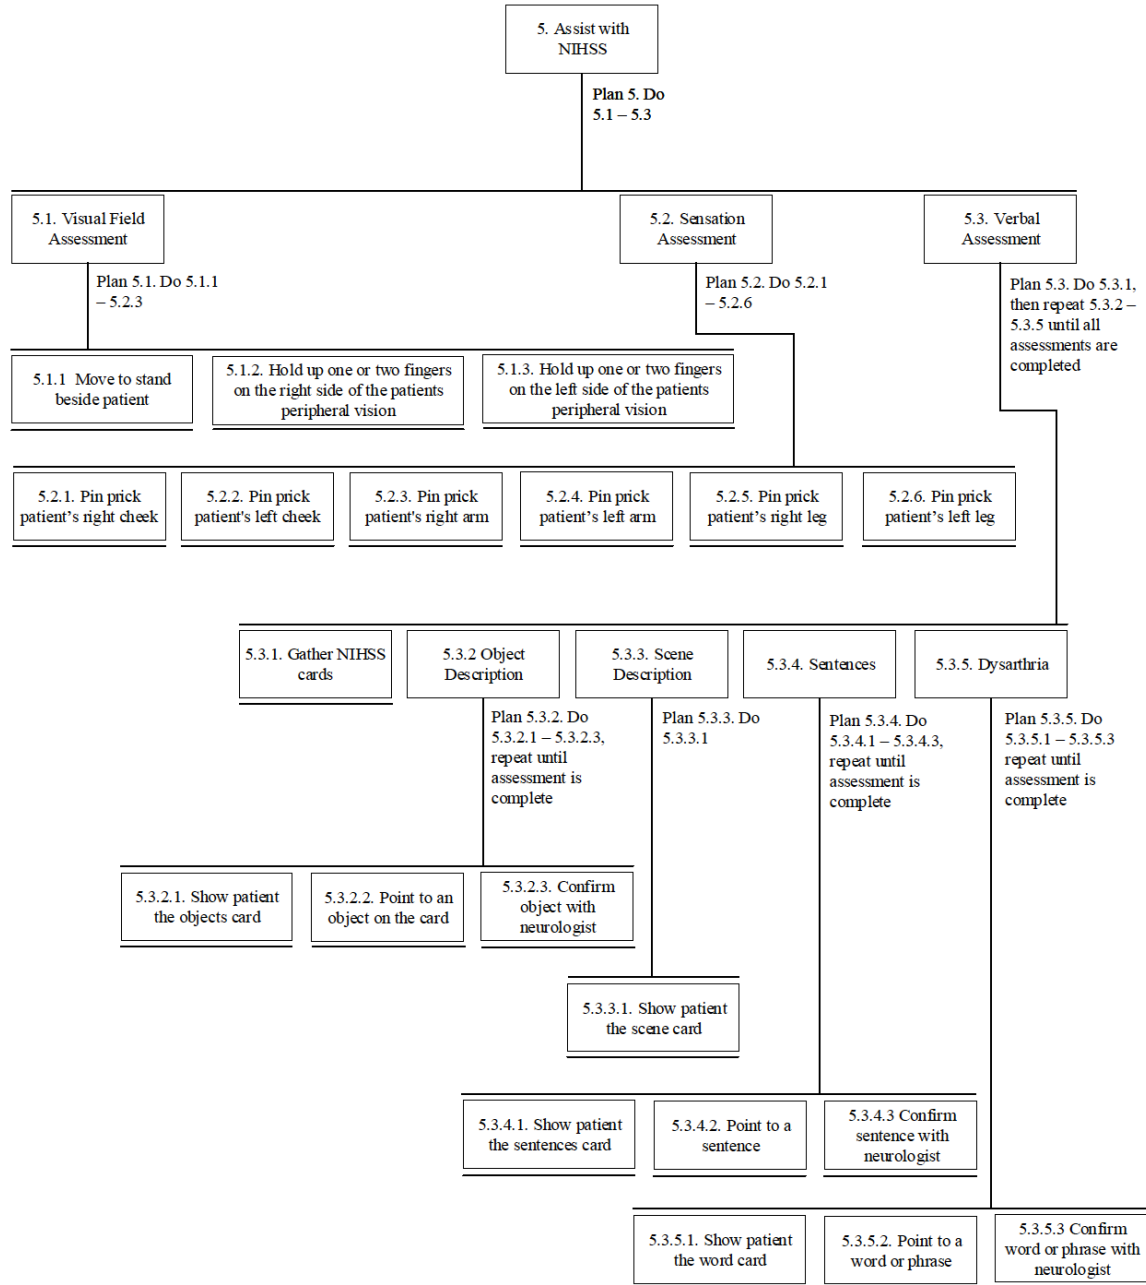 5. Assist with
NIHSS
Plan 5. Do
5.1 – 5.3
5.1. Visual Field
Assessment
5.2. Sensation
Assessment
5.3. Verbal
Assessment
Plan 5.1. Do 5.1.1
– 5.2.3
Plan 5.2. Do 5.2.1
– 5.2.6
Plan 5.3. Do 5.3.1,
then repeat 5.3.2 –
5.3.5 until all
assessments are
completed
5.1.1 Move to stand
beside patient
5.1.2. Hold up one or two fingers
on the right side of the patients
peripheral vision
5.1.3. Hold up one or two fingers
on the left side of the patients
peripheral vision
5.2.1. Pin prick
patient’s right cheek
5.2.2. Pin prick
patient's left cheek
5.2.3. Pin prick
patient's right arm
5.2.4. Pin prick
patient’s left arm
5.2.5. Pin prick
patient’s right leg
5.2.6. Pin prick
patient’s left leg
5.3.1. Gather NIHSS
cards
5.3.2 Object
Description
5.3.3. Scene
Description
5.3.4. Sentences
5.3.5. Dysarthria
Plan 5.3.2. Do
5.3.2.1 – 5.3.2.3,
repeat until
assessment is
complete
Plan 5.3.3. Do
5.3.3.1
Plan 5.3.4. Do
5.3.4.1 – 5.3.4.3,
repeat until
assessment is
complete
Plan 5.3.5. Do
5.3.5.1 – 5.3.5.3
repeat until
assessment is
complete
5.3.2.1. Show patient
the objects card
5.3.2.2. Point to an
object on the card
5.3.2.3. Confirm
object with
neurologist
5.3.3.1. Show patient
the scene card
5.3.4.1. Show patient
the sentences card
5.3.4.2. Point to a
sentence
5.3.4.3 Confirm
sentence with
neurologist
5.3.5.1. Show patient
the word card
5.3.5.2. Point to a
word or phrase
5.3.5.3 Confirm
word or phrase with
neurologist